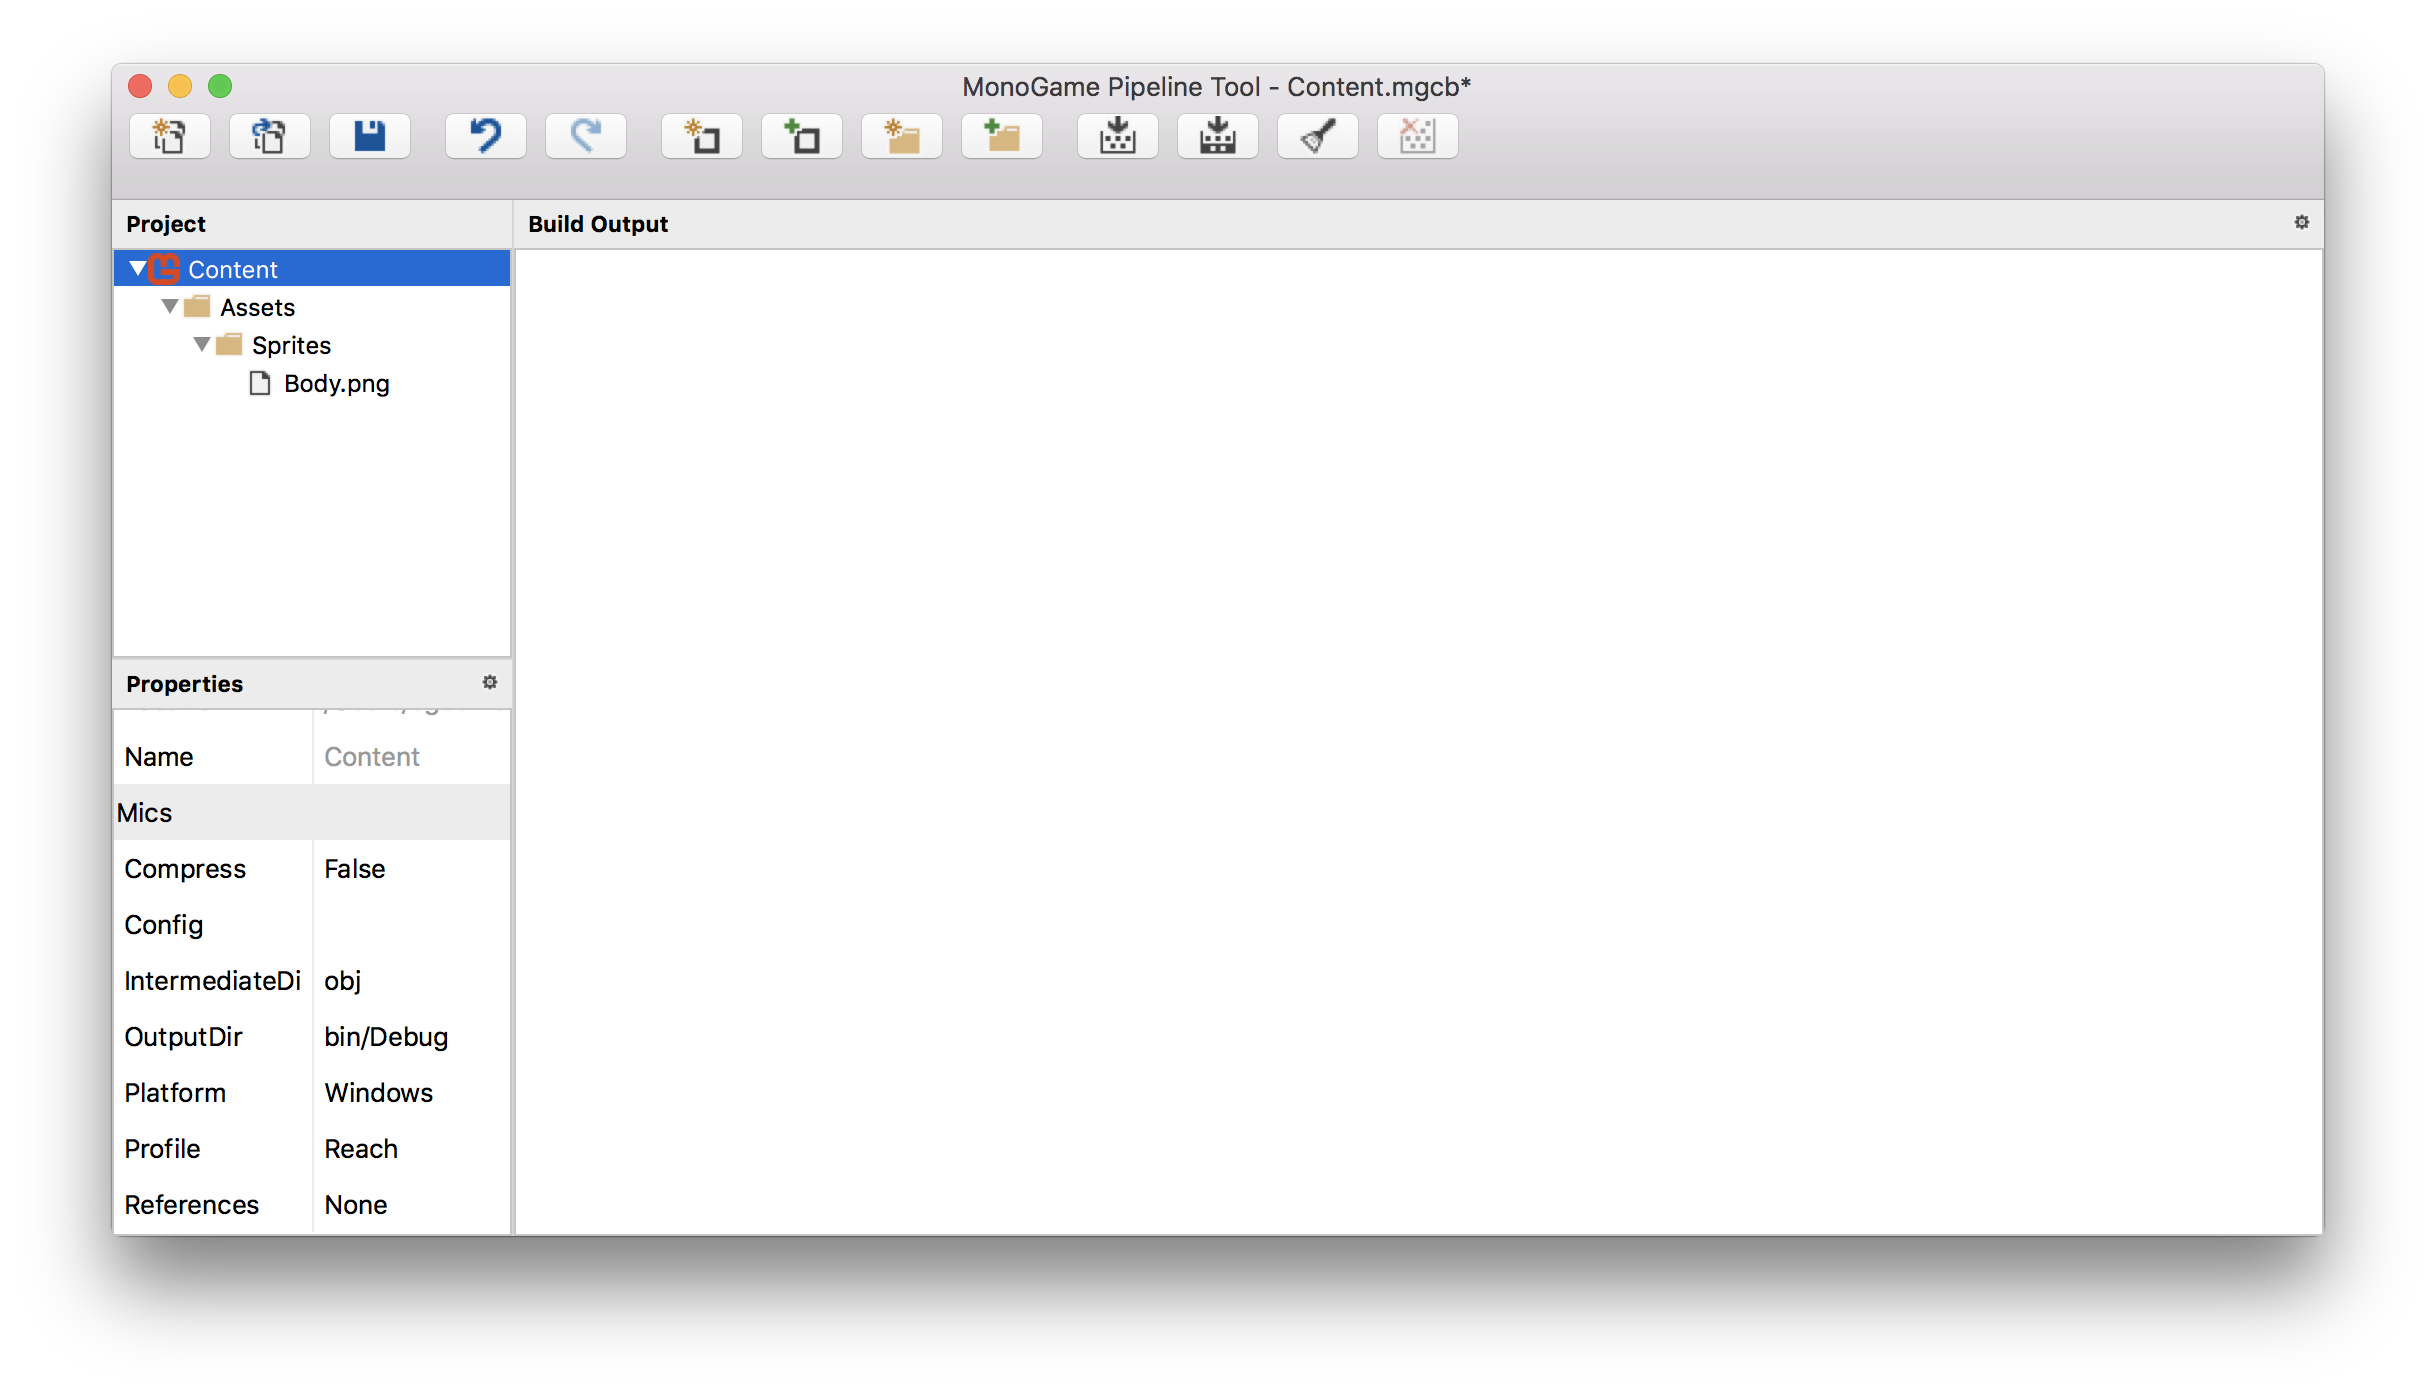 MonoGame Pipeline Tool - Content.mgcb*
Project
Build Output
Content
Assets
Sprites
Body.png
Properties
Name Content
Mics
Compress False
Config
IntermediateDi obj
OutputDir bin/Debug
Platform Windows
Profile Reach
References None